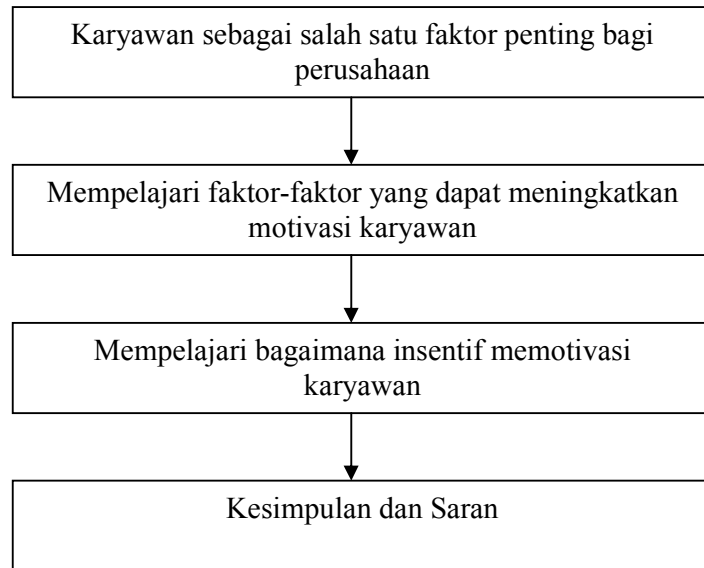 Karyawan sebagai salah satu faktor penting bagi
perusahaan
Mempelajari faktor-faktor yang dapat meningkatkan
motivasi karyawan
Mempelajari bagaimana insentif memotivasi
karyawan
Kesimpulan dan Saran